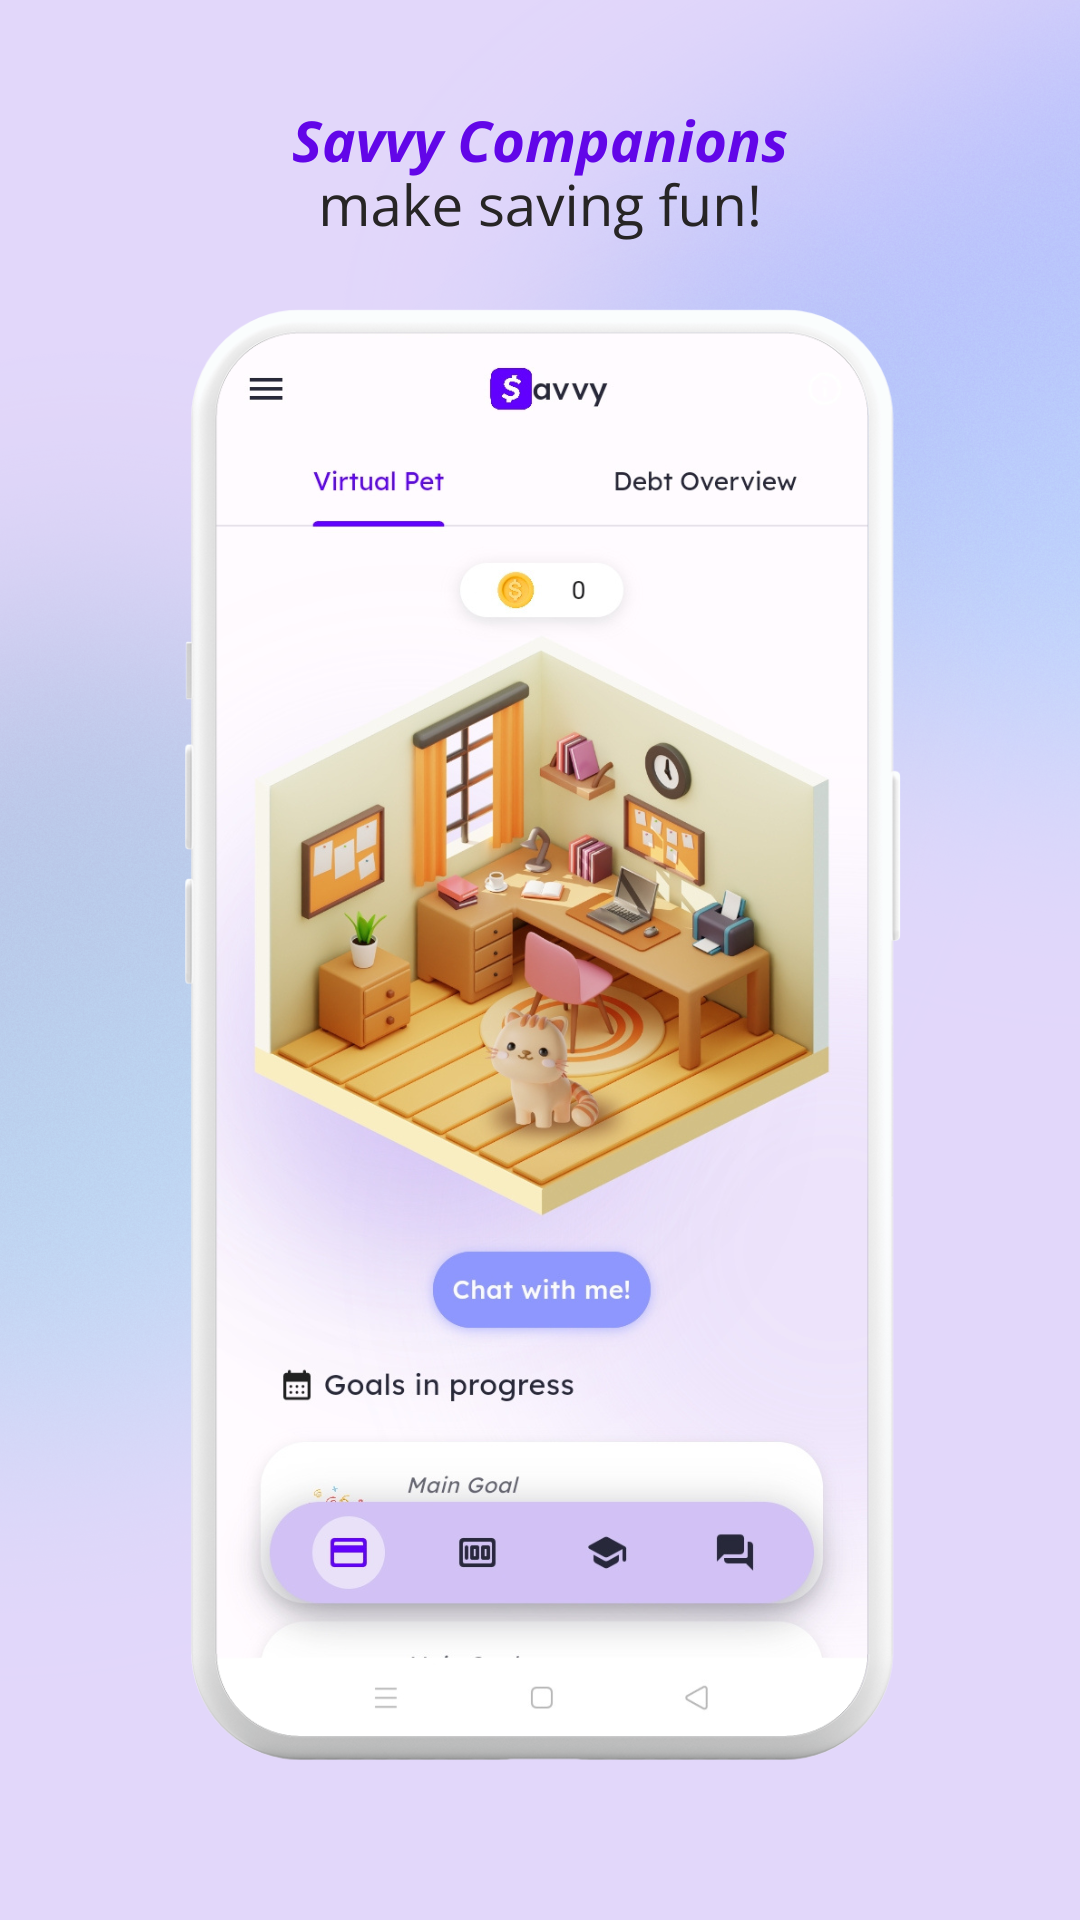 Savvy Companions
make saving fun!
$avvy
Virtual Pet
Debt Overview
0
Chat with me!
Goals in progress
Main Goal
100